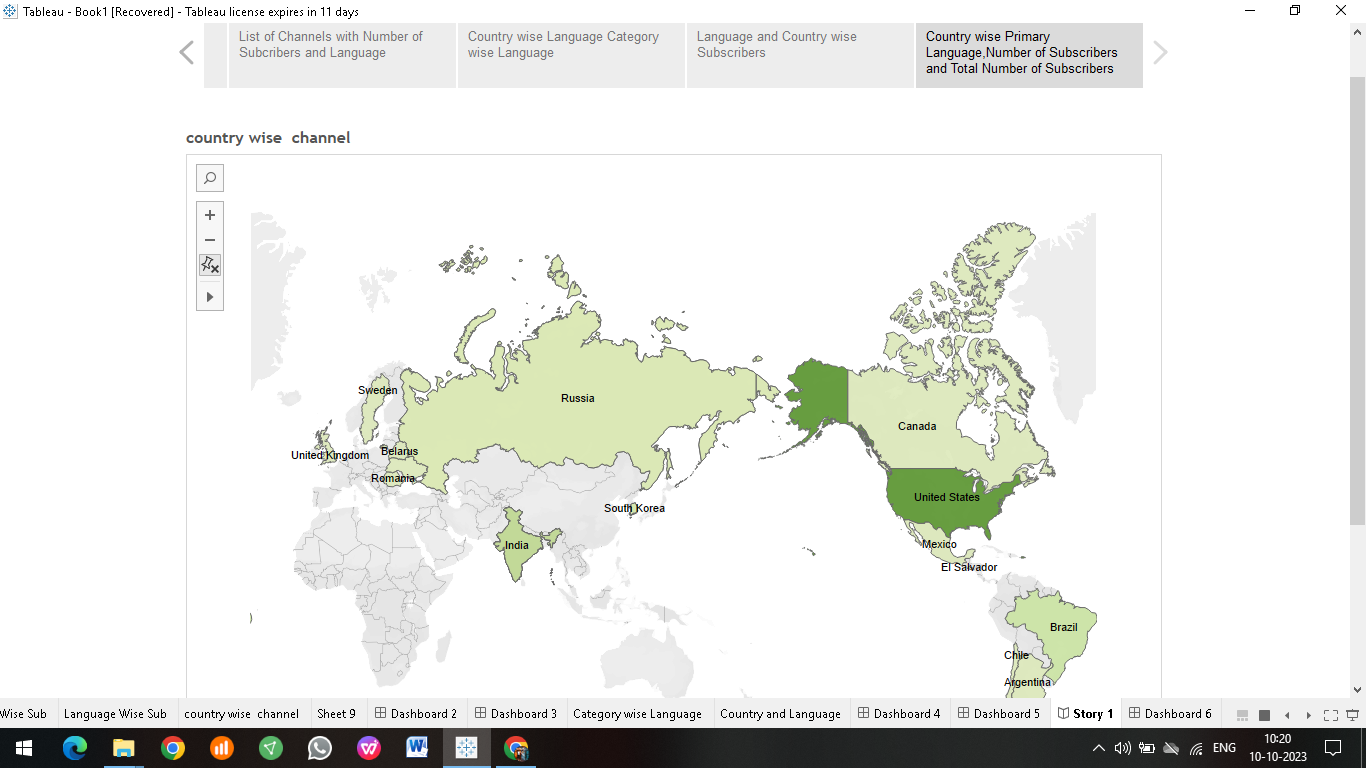 Tableau - Book1 [Recovered] - Tableau license expires in 11 days
List of Channels with Number of
Subcribers and Language
Country wise Language Category
wise Language
Language and Country wise
Subscribers
Country wise Primary
Language,Number of Subscribers
and Total Number of Subscribers
country wise  channel
Sweden
Russia
Canada
United Kingdom
Belarus
Romania
United States
South Korea
India
Mexico
El Salvador
Brazil
Chile
Argentina
Wise Sub
Language Wise Sub
country wise  channel
Sheet 9
Dashboard 2
Dashboard 3
Category wise Language
Country and Language
Dashboard 4
Dashboard 5
Story 1
Dashboard 6
ENG
10:20
10-10-2023